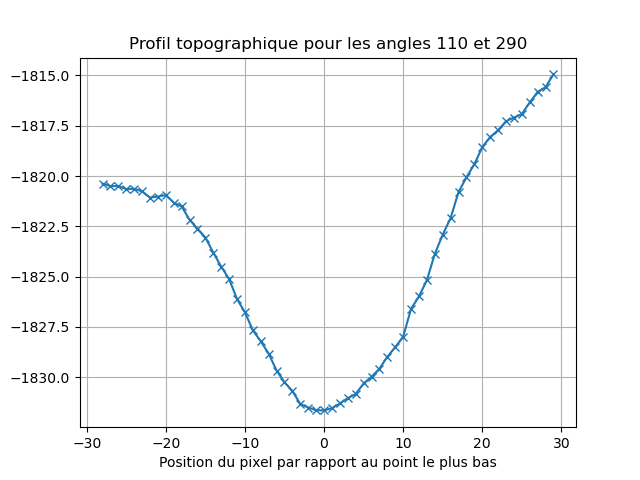 Profil topographique pour les angles 110 et 290
−1815.0
−1817.5
−1820.0
−1822.5
−1825.0
−1827.5
−1830.0
−30 −20 −10 0 10 20 30
Position du pixel par rapport au point le plus bas